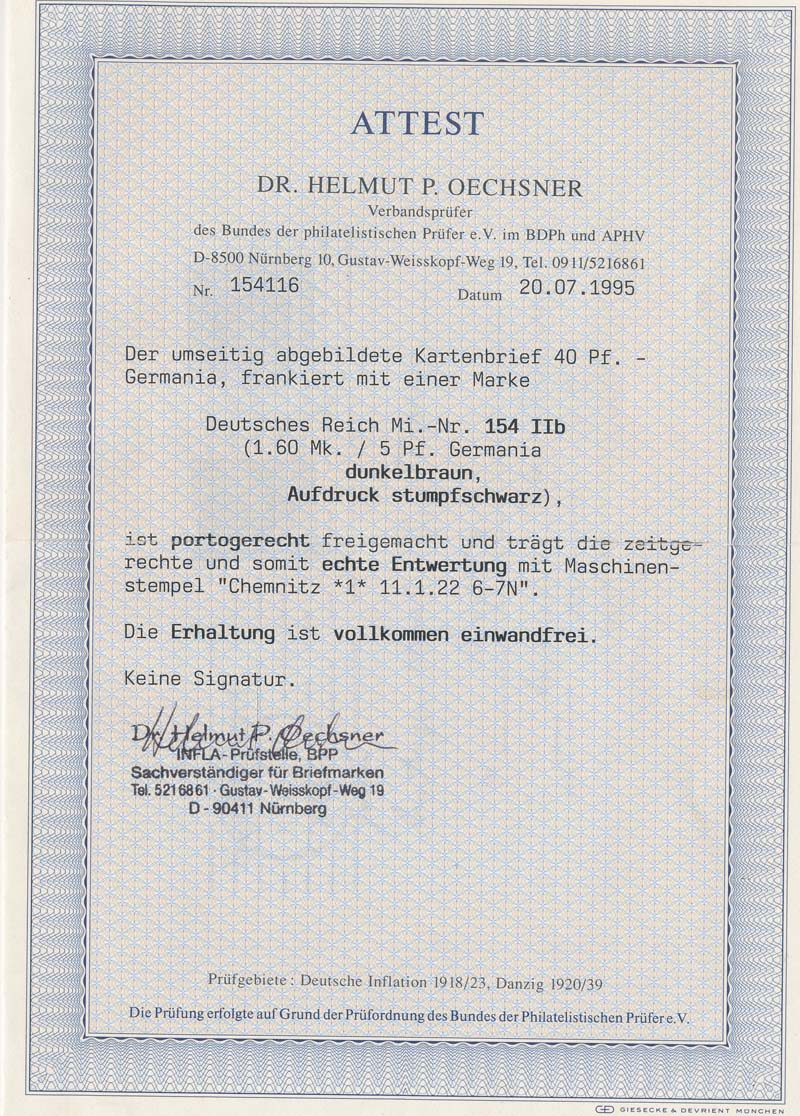 ATTEST
DR. HELMUT P. OECHSNER
Verbandsprüfer
des Bundes der philatelistischen Prüfer e.V. im BDPh und APHV
D-8500 Nürnberg 10, Gustav-Weisskopf-Weg 19, Tel. 0911/5216861
Nr. 154116 Datum 20.07.1995
Der umseitig abgebildete Kartenbrief 40 Pf. -
Germania, frankiert mit einer Marke
Deutsches Reich Mi.-Nr. 154 IIb
(1.60 Mk. / 5 Pf. Germania
dunkelbraun,
Aufdruck stumpfschwarz),
ist portogerecht freigemacht und trägt die zeitge-
rechte und somit echte Entwertung mit Maschinen-
stempel "Chemnitz *1* 11.1.22 6-7N".
Die Erhaltung ist vollkommen einwandfrei.
Keine Signatur.
Dr. Helmut P. Oechsner
INFLA-Prüfstelle, BPP
Sachverständiger für Briefmarken
Tel. 5216861 · Gustav-Weisskopf-Weg 19
D - 90411 Nürnberg
Prüfgebiete: Deutsche Inflation 1918/23, Danzig 1920/39
Die Prüfung erfolgte auf Grund der Prüfordnung des Bundes der Philatelistischen Prüfer e.V.
GIESECKE & DEVRIENT MÜNCHEN